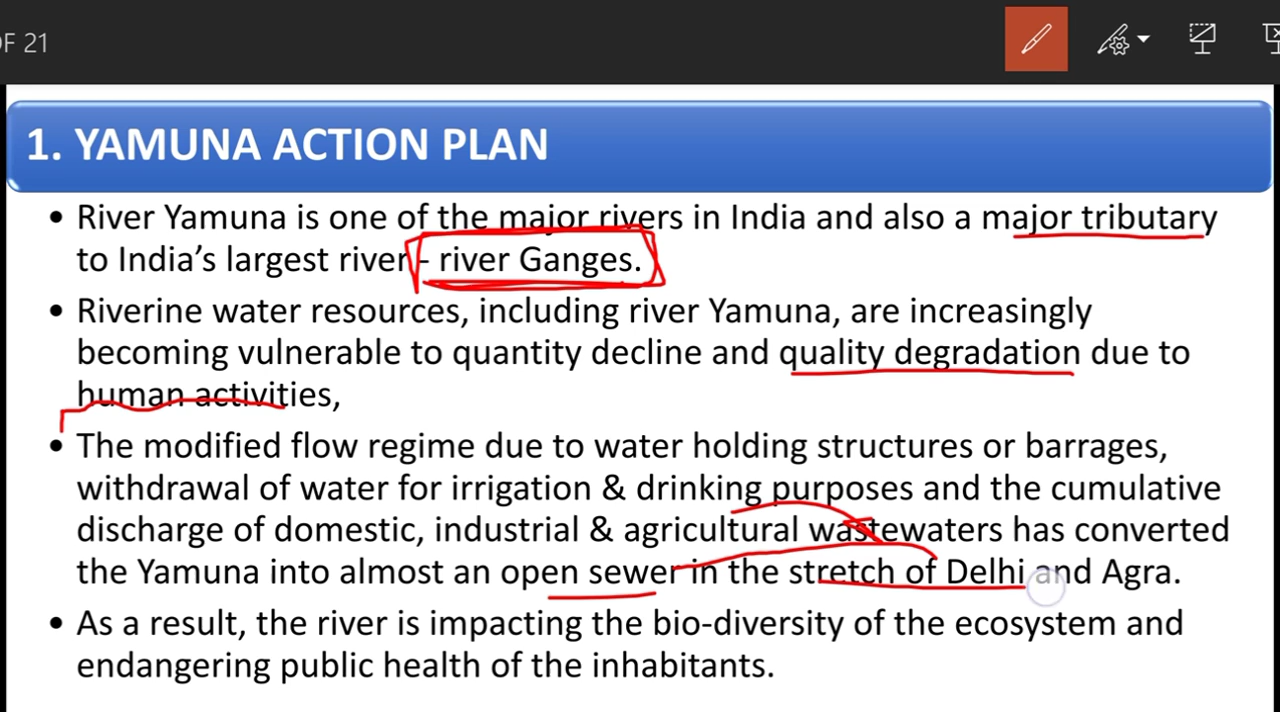 OF 21
1. YAMUNA ACTION PLAN
• River Yamuna is one of the major rivers in India and also a major tributary
to India’s largest river - river Ganges.
• Riverine water resources, including river Yamuna, are increasingly
becoming vulnerable to quantity decline and quality degradation due to
human activities,
• The modified flow regime due to water holding structures or barrages,
withdrawal of water for irrigation & drinking purposes and the cumulative
discharge of domestic, industrial & agricultural wastewaters has converted
the Yamuna into almost an open sewer in the stretch of Delhi and Agra.
• As a result, the river is impacting the bio-diversity of the ecosystem and
endangering public health of the inhabitants.